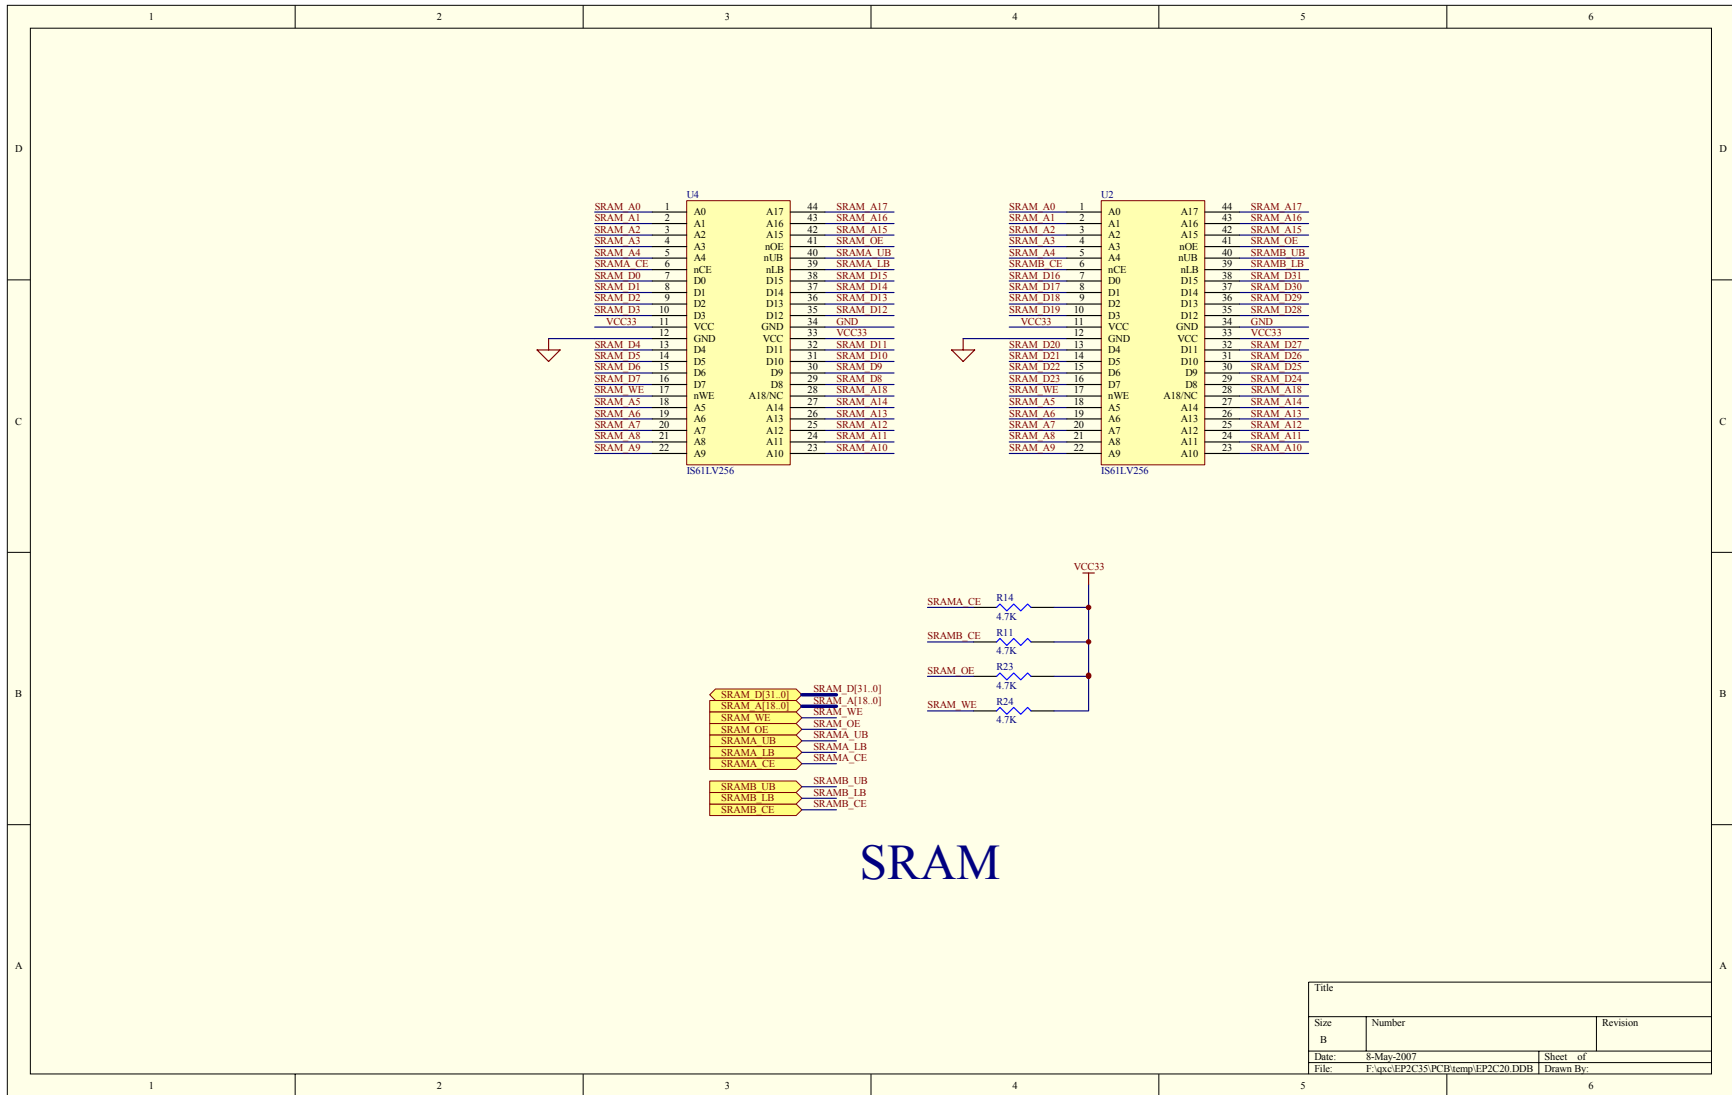 1 2 3 4 5 6
D D
U4 U2
SRAM_A0 1 A0 A17 44 SRAM_A17 SRAM_A0 1 A0 A17 44 SRAM_A17
SRAM_A1 2 A1 A16 43 SRAM_A16 SRAM_A1 2 A1 A16 43 SRAM_A16
SRAM_A2 3 A2 A15 42 SRAM_A15 SRAM_A2 3 A2 A15 42 SRAM_A15
SRAM_A3 4 A3 nOE 41 SRAM_OE SRAM_A3 4 A3 nOE 41 SRAM_OE
SRAM_A4 5 A4 nUB 40 SRAMA_UB SRAM_A4 5 A4 nUB 40 SRAMB_UB
SRAMA_CE 6 nCE nLB 39 SRAMA_LB SRAMB_CE 6 nCE nLB 39 SRAMB_LB
SRAM_D0 7 D0 D15 38 SRAM_D15 SRAM_D16 7 D0 D15 38 SRAM_D31
SRAM_D1 8 D1 D14 37 SRAM_D14 SRAM_D17 8 D1 D14 37 SRAM_D30
SRAM_D2 9 D2 D13 36 SRAM_D13 SRAM_D18 9 D2 D13 36 SRAM_D29
SRAM_D3 10 D3 D12 35 SRAM_D12 SRAM_D19 10 D3 D12 35 SRAM_D28
VCC33 11 VCC GND 34 GND VCC33 11 VCC GND 34 GND
12 GND VCC 33 VCC33 12 GND VCC 33 VCC33
SRAM_D4 13 D4 D11 32 SRAM_D11 SRAM_D20 13 D4 D11 32 SRAM_D27
SRAM_D5 14 D5 D10 31 SRAM_D10 SRAM_D21 14 D5 D10 31 SRAM_D26
SRAM_D6 15 D6 D9 30 SRAM_D9 SRAM_D22 15 D6 D9 30 SRAM_D25
SRAM_D7 16 D7 D8 29 SRAM_D8 SRAM_D23 16 D7 D8 29 SRAM_D24
SRAM_WE 17 nWE A18/NC 28 SRAM_A18 SRAM_WE 17 nWE A18/NC 28 SRAM_A18
SRAM_A5 18 A5 A14 27 SRAM_A14 SRAM_A5 18 A5 A14 27 SRAM_A14
SRAM_A6 19 A6 A13 26 SRAM_A13 SRAM_A6 19 A6 A13 26 SRAM_A13
SRAM_A7 20 A7 A12 25 SRAM_A12 SRAM_A7 20 A7 A12 25 SRAM_A12
SRAM_A8 21 A8 A11 24 SRAM_A11 SRAM_A8 21 A8 A11 24 SRAM_A11
SRAM_A9 22 A9 A10 23 SRAM_A10 SRAM_A9 22 A9 A10 23 SRAM_A10
IS61LV256 IS61LV256
C C
VCC33
SRAMA_CE R14
4.7K
SRAMB_CE R11
4.7K
SRAM_OE R23
4.7K
SRAM_WE R24
4.7K
B B
SRAM_D[31..0] SRAM_D[31..0]
SRAM_A[18..0] SRAM_A[18..0]
SRAM_WE SRAM_WE
SRAM_OE SRAM_OE
SRAMA_UB SRAMA_UB
SRAMA_LB SRAMA_LB
SRAMA_CE SRAMA_CE
SRAMB_UB SRAMB_UB
SRAMB_LB SRAMB_LB
SRAMB_CE SRAMB_CE
SRAM
A A
Title
Size Number Revision
B
Date: 8-May-2007 Sheet of
File: F:\qxc\EP2C35\PCB\temp\EP2C20.DDB Drawn By:
1 2 3 4 5 6